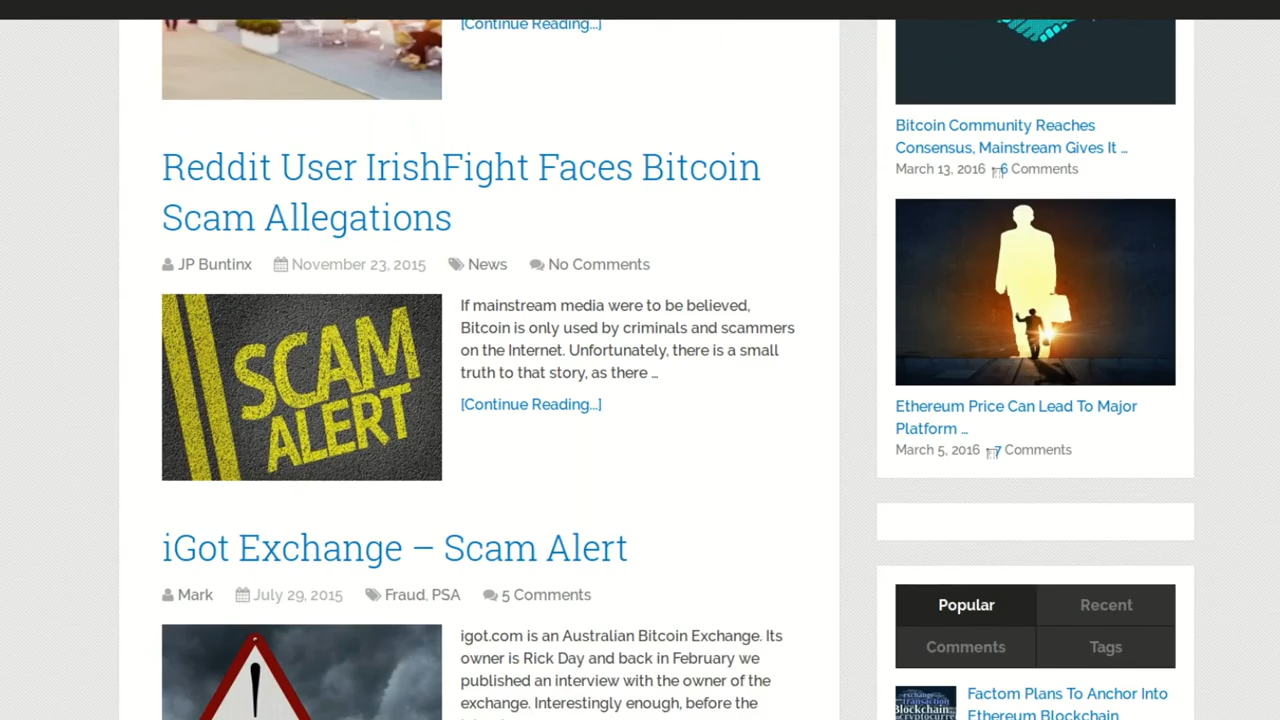 [Continue Reading...]
Reddit User IrishFight Faces Bitcoin
Scam Allegations
JP Buntinx November 23, 2015 News No Comments
SCAM
ALERT
If mainstream media were to be believed,
Bitcoin is only used by criminals and scammers
on the Internet. Unfortunately, there is a small
truth to that story, as there ...
[Continue Reading...]
iGot Exchange – Scam Alert
Mark July 29, 2015 Fraud, PSA 5 Comments
igot.com is an Australian Bitcoin Exchange. Its
owner is Rick Day and back in February we
published an interview with the owner of the
exchange. Interestingly enough, before the
Bitcoin Community Reaches
Consensus, Mainstream Gives It ...
March 13, 2016 6 Comments
Ethereum Price Can Lead To Major
Platform ...
March 5, 2016 7 Comments
Popular Recent
Comments Tags
exchange
transaction
Blockchain
cryptocurre
Factom Plans To Anchor Into
Ethereum Blockchain